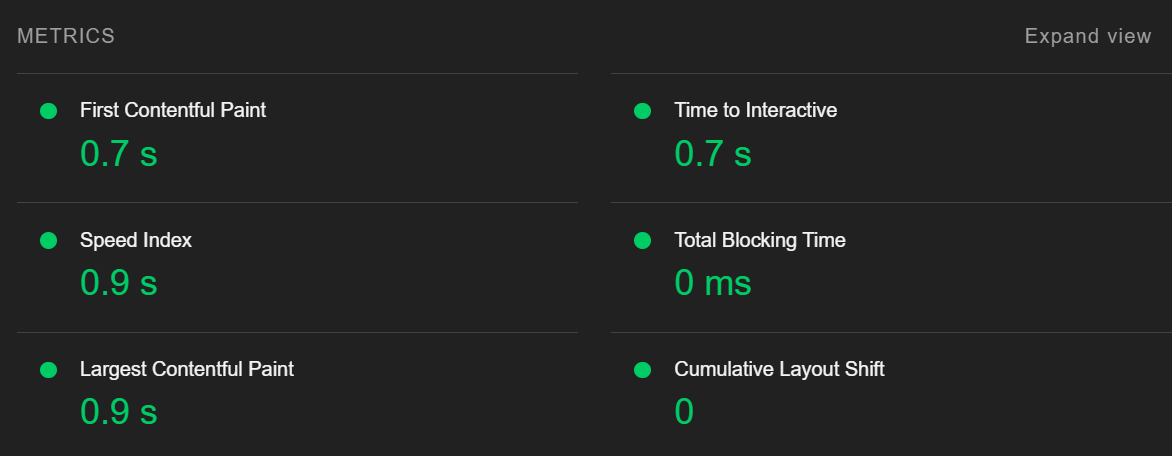 METRICS
Expand view
First Contentful Paint
0.7 s
Time to Interactive
0.7 s
Speed Index
0.9 s
Total Blocking Time
0 ms
Largest Contentful Paint
0.9 s
Cumulative Layout Shift
0